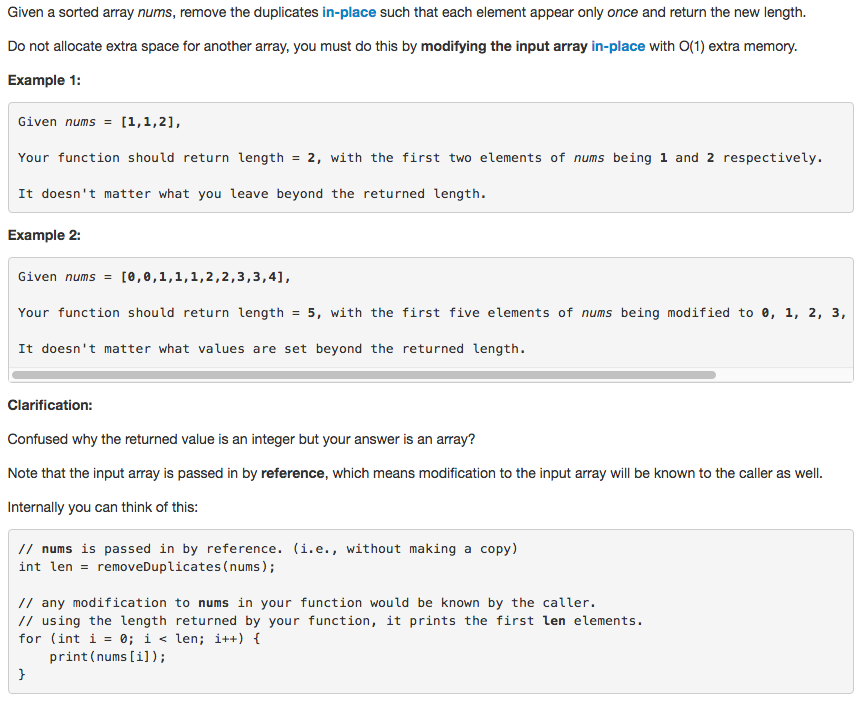 Given a sorted array nums, remove the duplicates in-place such that each element appear only once and return the new length.
Do not allocate extra space for another array, you must do this by modifying the input array in-place with O(1) extra memory.
Example 1:
Given nums = [1,1,2],
Your function should return length = 2, with the first two elements of nums being 1 and 2 respectively.
It doesn't matter what you leave beyond the returned length.
Example 2:
Given nums = [0,0,1,1,1,2,2,3,3,4],
Your function should return length = 5, with the first five elements of nums being modified to 0, 1, 2, 3,
It doesn't matter what values are set beyond the returned length.
Clarification:
Confused why the returned value is an integer but your answer is an array?
Note that the input array is passed in by reference, which means modification to the input array will be known to the caller as well.
Internally you can think of this:
// nums is passed in by reference. (i.e., without making a copy)
int len = removeDuplicates(nums);
// any modification to nums in your function would be known by the caller.
// using the length returned by your function, it prints the first len elements.
for (int i = 0; i < len; i++) {
    print(nums[i]);
}